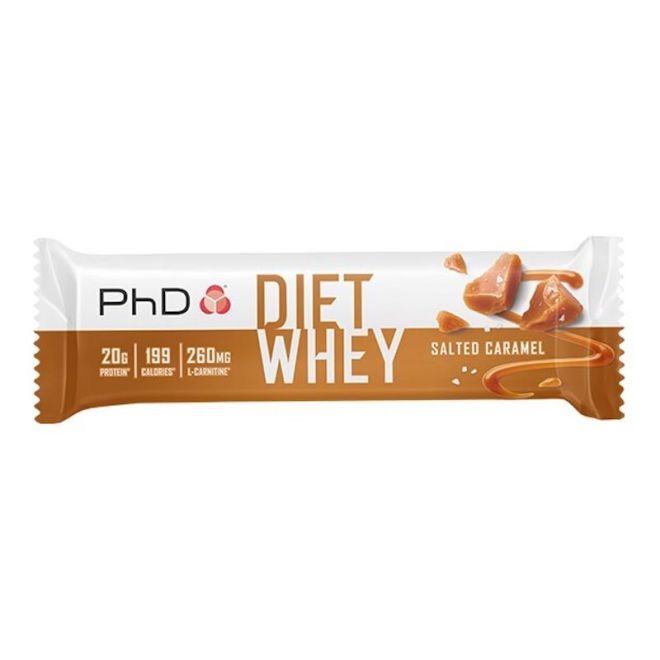 PhD
DIET
WHEY
20G
PROTEIN*
199
CALORIES*
260MG
L-CARNITINE*
SALTED CARAMEL